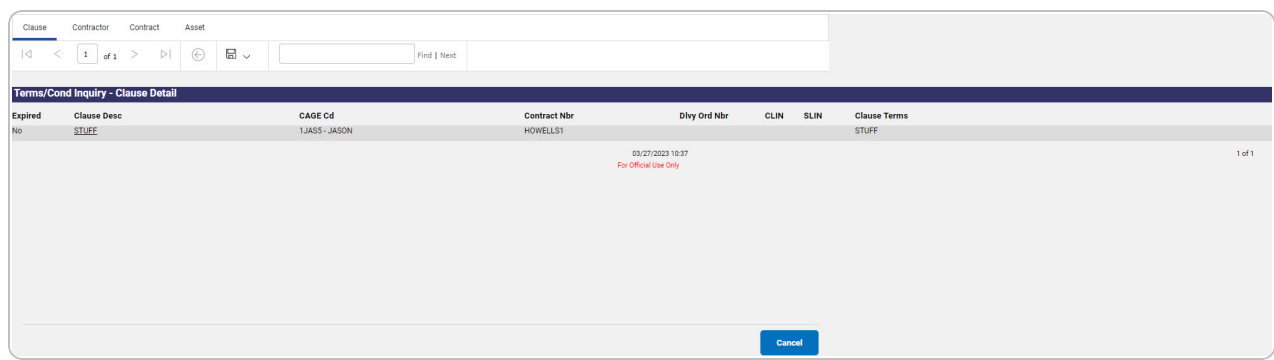 Clause Contractor Contract Asset
1 of 1 Find | Next
Terms/Cond Inquiry - Clause Detail
Expired Clause Desc CAGE Cd Contract Nbr Dlvy Ord Nbr CLIN SLIN Clause Terms
No STUFF 1JAS5 - JASON HOWELLS1 STUFF
03/27/2023 10:37 1 of 1
For Official Use Only
Cancel